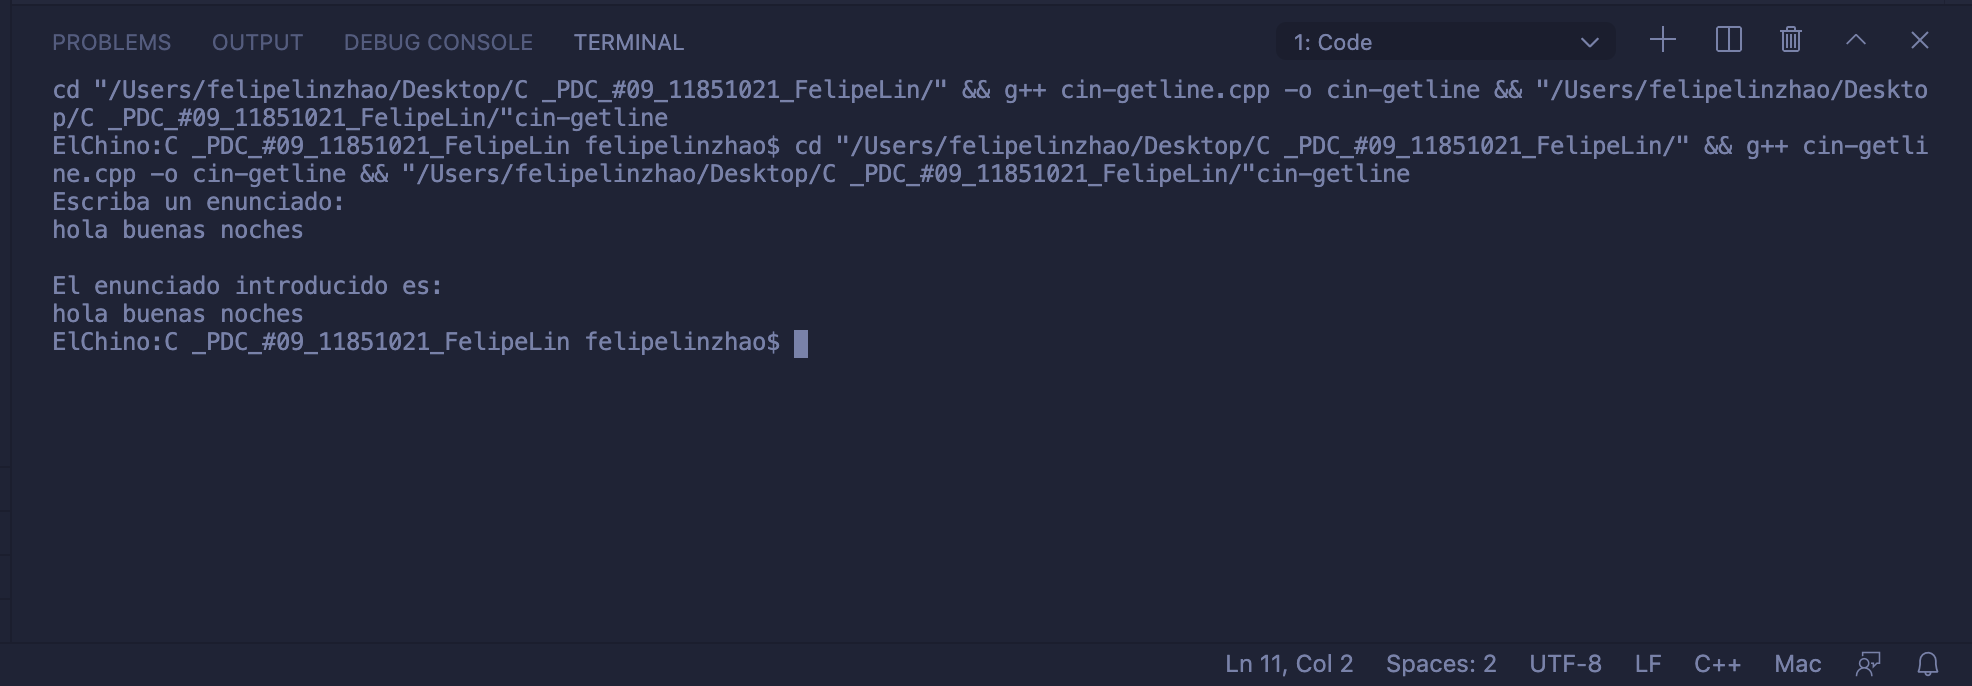 PROBLEMS OUTPUT DEBUG CONSOLE TERMINAL 1: Code
cd "/Users/felipelinzhao/Desktop/C _PDC_#09_11851021_FelipeLin/" && g++ cin-getline.cpp -o cin-getline && "/Users/felipelinzhao/Deskto
p/C _PDC_#09_11851021_FelipeLin/"cin-getline
ElChino:C _PDC_#09_11851021_FelipeLin felipelinzhao$ cd "/Users/felipelinzhao/Desktop/C _PDC_#09_11851021_FelipeLin/" && g++ cin-getli
ne.cpp -o cin-getline && "/Users/felipelinzhao/Desktop/C _PDC_#09_11851021_FelipeLin/"cin-getline
Escriba un enunciado:
hola buenas noches
El enunciado introducido es:
hola buenas noches
ElChino:C _PDC_#09_11851021_FelipeLin felipelinzhao$
Ln 11, Col 2 Spaces: 2 UTF-8 LF C++ Mac